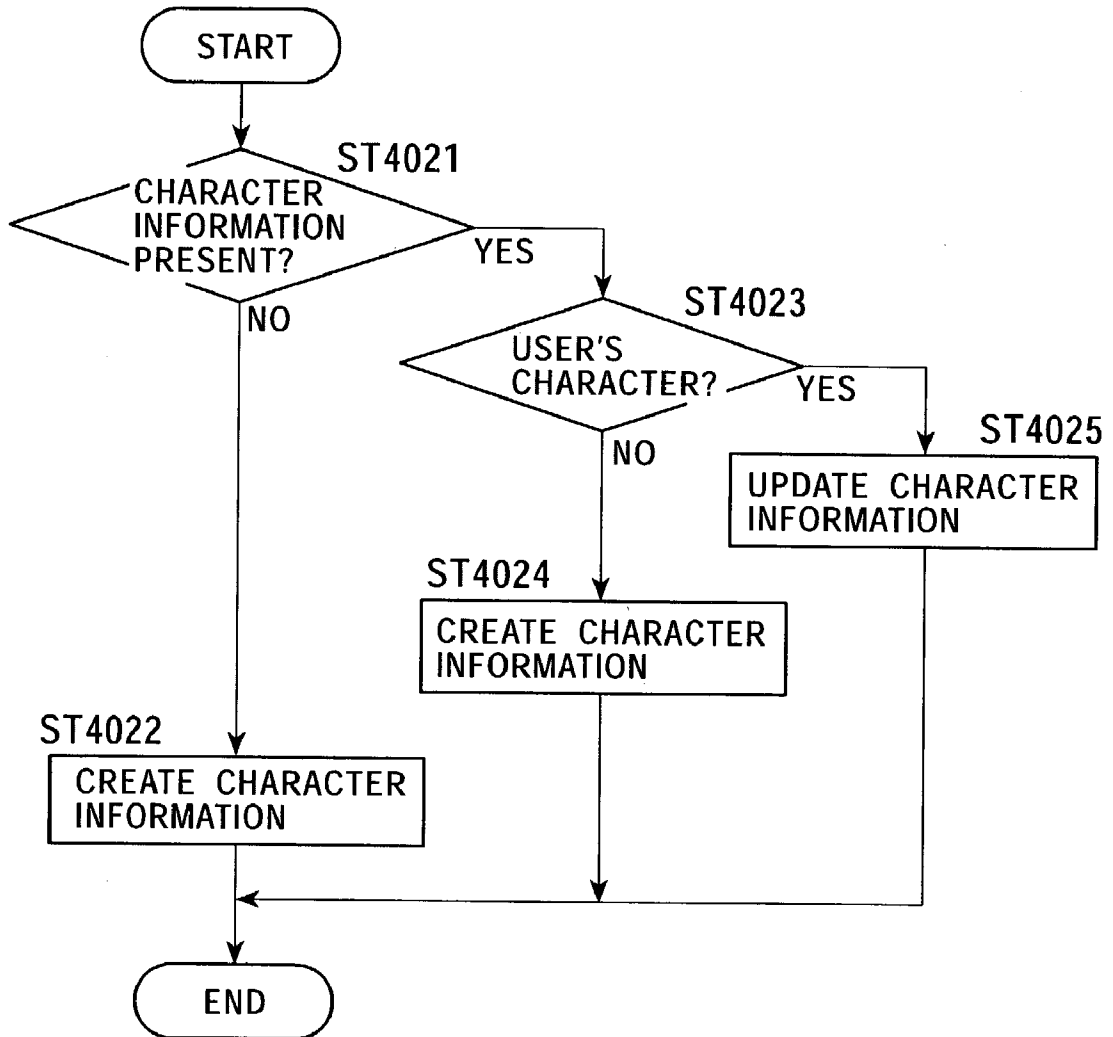 START
ST4021
CHARACTER
INFORMATION
PRESENT?
YES
NO
ST4023
USER'S
CHARACTER?
YES
NO
ST4025
UPDATE CHARACTER
INFORMATION
ST4024
CREATE CHARACTER
INFORMATION
ST4022
CREATE CHARACTER
INFORMATION
END